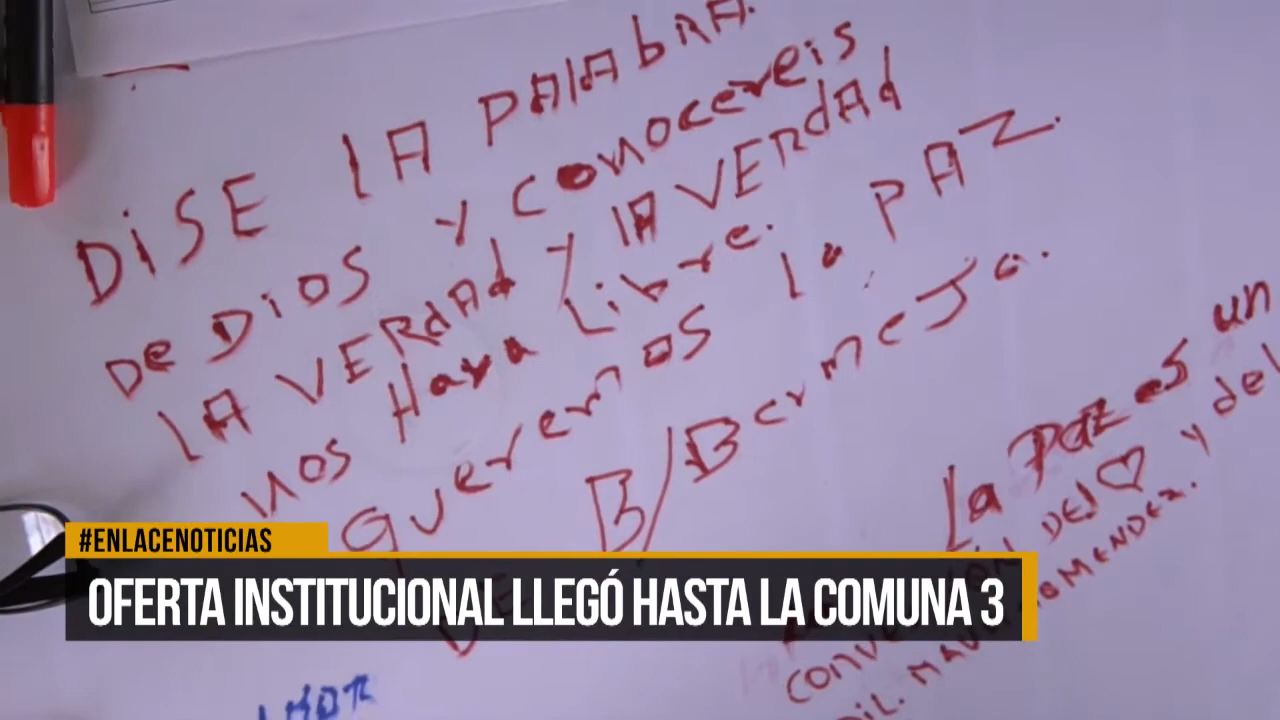 DiSE lA PAlAbRA.
De DiOS y conocereis
lA VERdAd y lA VERdAd
nos Hara Libre.
Queremos la PAZ.
B/Bermeja.
La Paz es un
DEl ♡ y del
#ENLACENOTICIAS
OFERTA INSTITUCIONAL LLEGÓ HASTA LA COMUNA 3